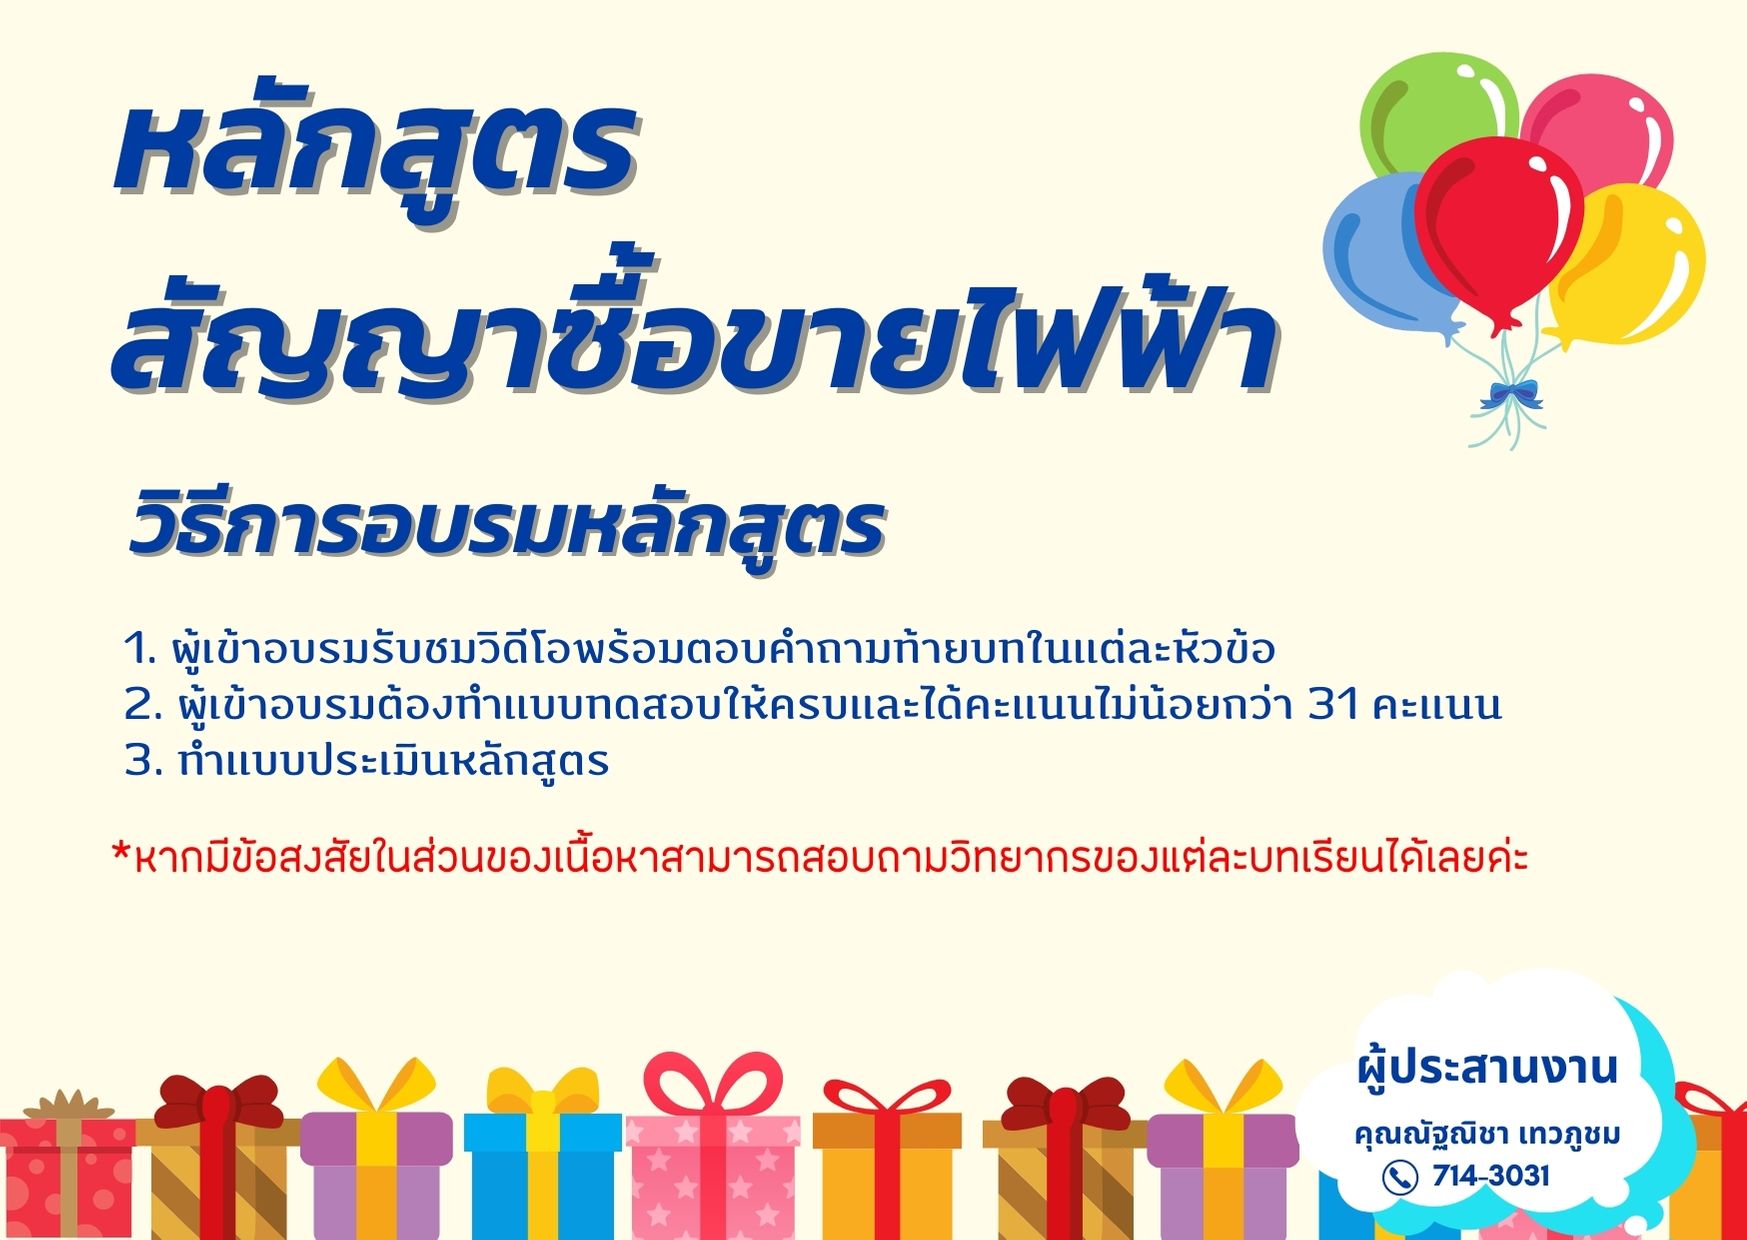 หลักสูตร
สัญญาซื้อขายไฟฟ้า
วิธีการอบรมหลักสูตร
1. ผู้เข้าอบรมรับชมวิดีโอพร้อมตอบคำถามท้ายบทในแต่ละหัวข้อ
2. ผู้เข้าอบรมต้องทำแบบทดสอบให้ครบและได้คะแนนไม่น้อยกว่า 31 คะแนน
3. ทำแบบประเมินหลักสูตร
*หากมีข้อสงสัยในส่วนของเนื้อหาสามารถสอบถามวิทยากรของแต่ละบทเรียนได้เลยค่ะ
ผู้ประสานงาน
คุณณัฐณิชา เทวภูชม
714-3031